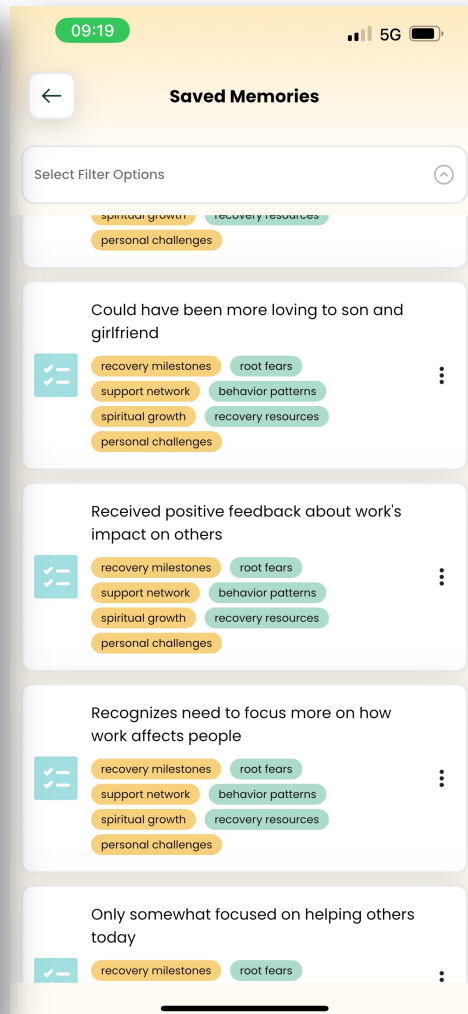 09:19
5G
Saved Memories
Select Filter Options
spiritual growth recovery resources
personal challenges
Could have been more loving to son and
girlfriend
recovery milestones root fears
support network behavior patterns
spiritual growth recovery resources
personal challenges
Received positive feedback about work's
impact on others
recovery milestones root fears
support network behavior patterns
spiritual growth recovery resources
personal challenges
Recognizes need to focus more on how
work affects people
recovery milestones root fears
support network behavior patterns
spiritual growth recovery resources
personal challenges
Only somewhat focused on helping others
today
recovery milestones root fears